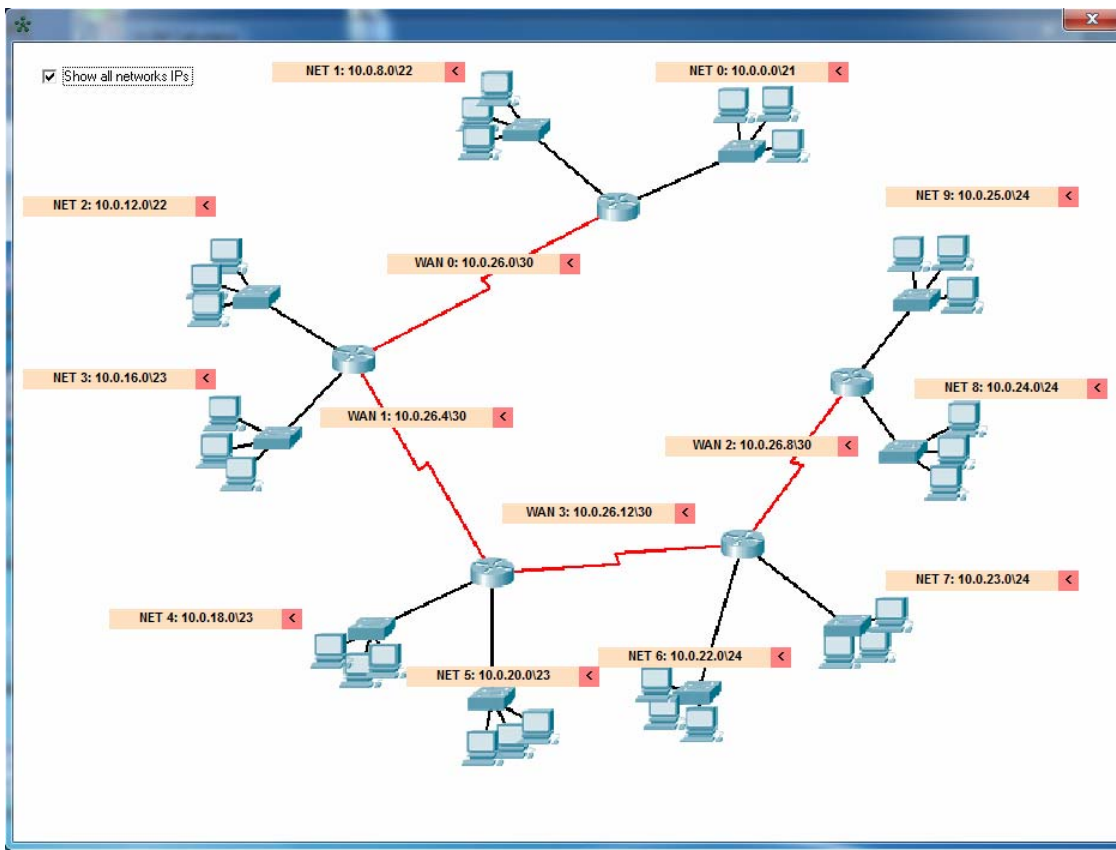 Show all networks IPs
NET 1: 10.0.8.0\22 <
NET 0: 10.0.0.0\21 <
NET 2: 10.0.12.0\22 <
NET 9: 10.0.25.0\24 <
WAN 0: 10.0.26.0\30 <
NET 3: 10.0.16.0\23 <
NET 8: 10.0.24.0\24 <
WAN 1: 10.0.26.4\30 <
WAN 2: 10.0.26.8\30 <
WAN 3: 10.0.26.12\30 <
NET 7: 10.0.23.0\24 <
NET 4: 10.0.18.0\23 <
NET 6: 10.0.22.0\24 <
NET 5: 10.0.20.0\23 <